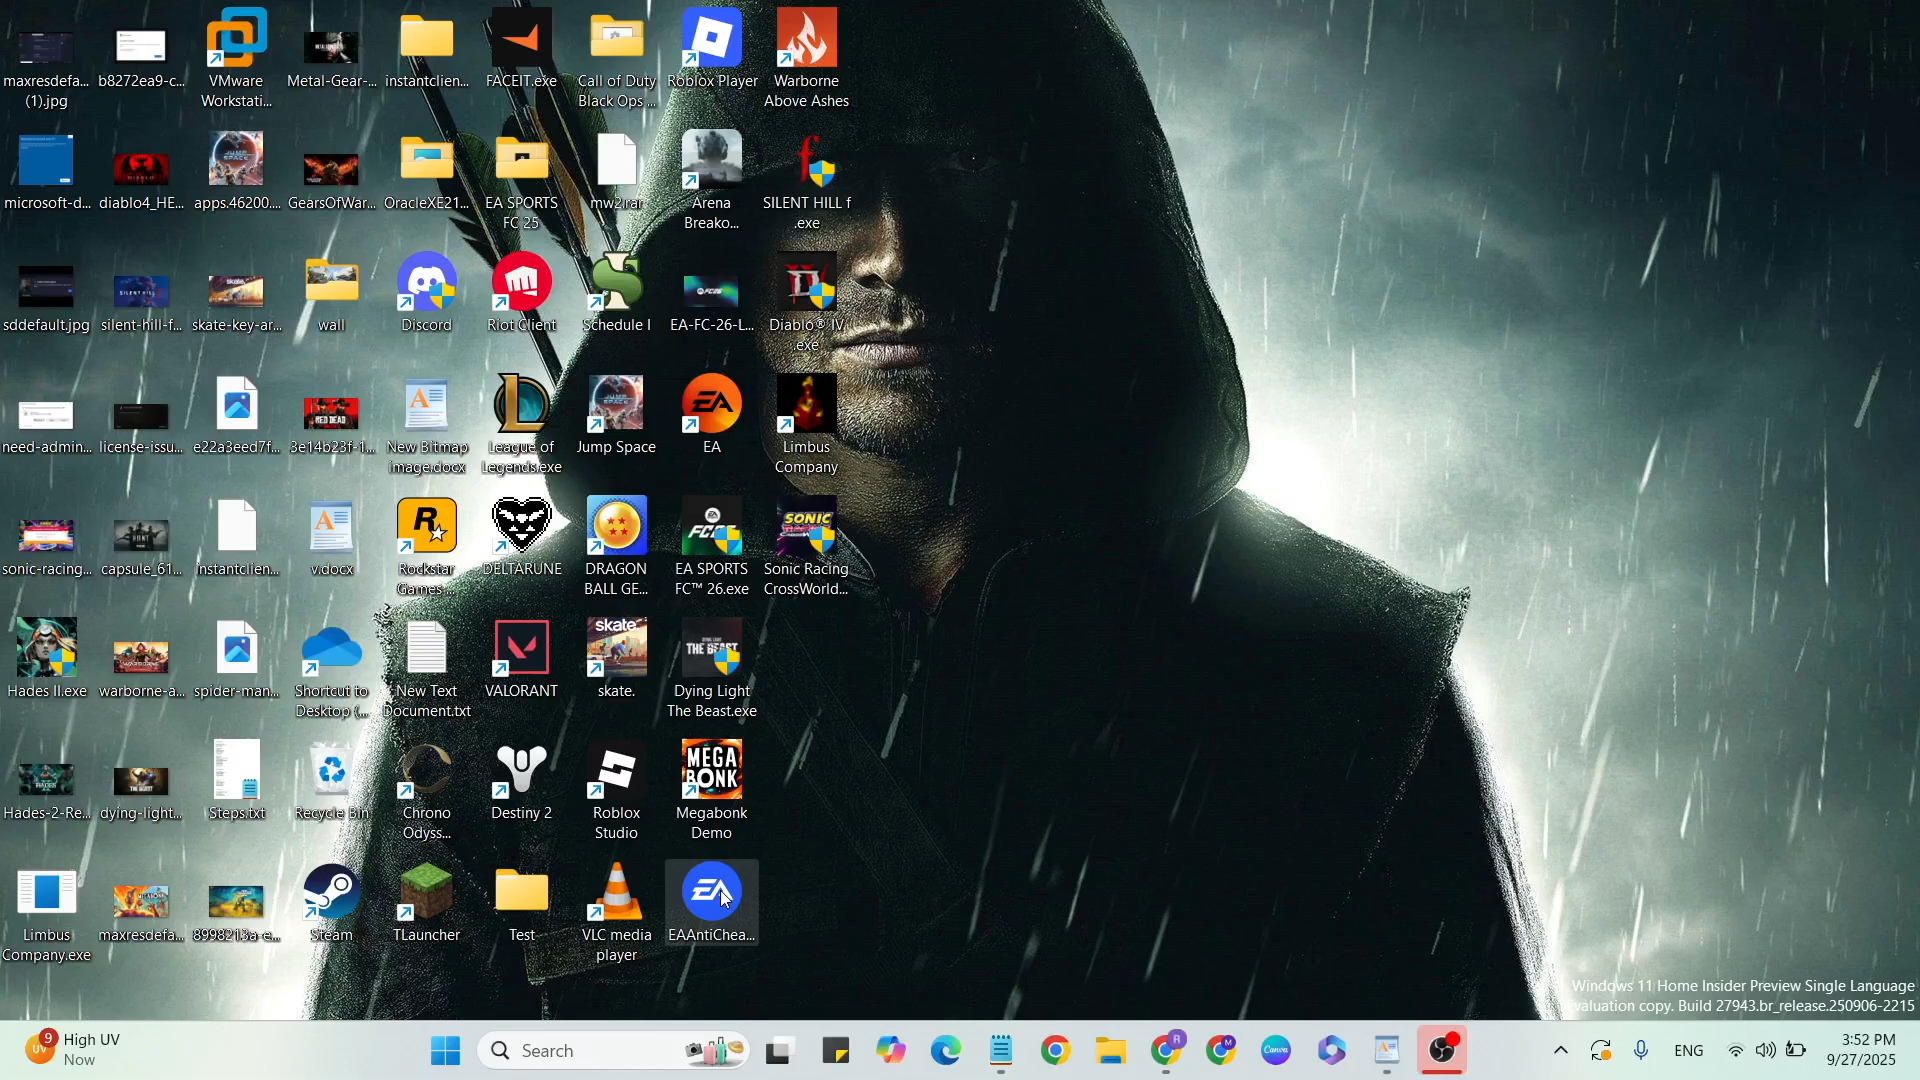 maxresdefa...
(1).jpg
b8272ea9-c...
VMware
Workstati...
Metal-Gear-...
instantclien...
FACEIT.exe
Call of Duty
Black Ops ...
Roblox Player
Warborne
Above Ashes
microsoft-d...
diablo4_HE...
apps.46200....
GearsOfWar...
OracleXE21...
EA SPORTS
FC 25
mw2.rar
Arena
Breako...
SILENT HILL f
.exe
sddefault.jpg
silent-hill-f...
skate-key-ar...
wall
Discord
Riot Client
Schedule I
EA-FC-26-L...
Diablo® IV
.exe
need-admin...
license-issu...
e22a3eed7f...
3e14b23f-1...
New Bitmap
image.docx
League of
Legends.exe
Jump Space
EA
Limbus
Company
sonic-racing...
capsule_61...
instantclien...
v.docx
Rockstar
Games ...
DELTARUNE
DRAGON
BALL GE...
EA SPORTS
FC™ 26.exe
Sonic Racing
CrossWorld...
Hades II.exe
warborne-a...
spider-man...
Shortcut to
Desktop (...
New Text
Document.txt
VALORANT
skate.
Dying Light
The Beast.exe
Hades-2-Re...
dying-light...
Steps.txt
Recycle Bin
Chrono
Odyss...
Destiny 2
Roblox
Studio
Megabonk
Demo
Limbus
Company.exe
maxresdefa...
8998213a-e...
Steam
TLauncher
Test
VLC media
player
EAAntiChea...
Windows 11 Home Insider Preview Single Language
Evaluation copy. Build 27943.br_release.250906-2215
9
High UV
Now
Search
ENG
3:52 PM
9/27/2025